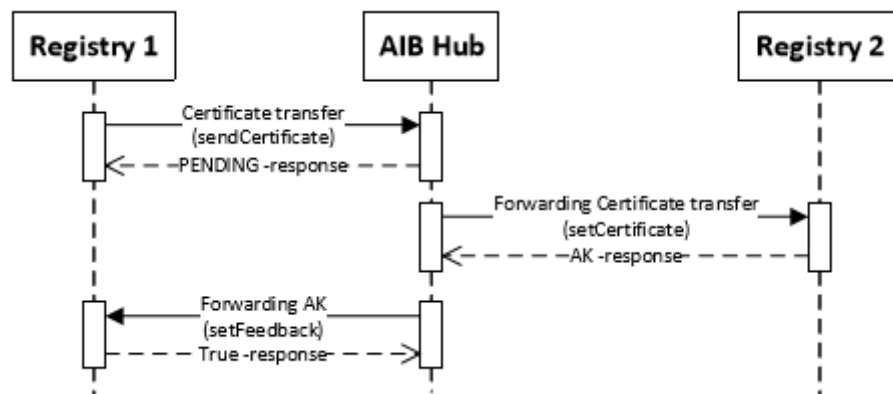 Registry 1
AIB Hub
Registry 2
Certificate transfer
(sendCertificate)
PENDING -response
Forwarding Certificate transfer
(setCertificate)
AK -response
Forwarding AK
(setFeedback)
True -response